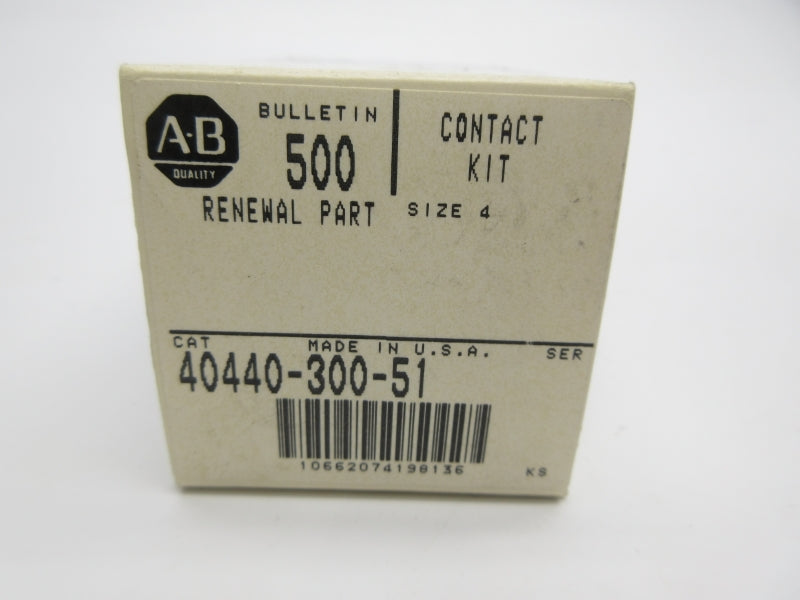 A-B
QUALITY
BULLETIN
500
RENEWAL PART
CONTACT
KIT
SIZE 4
CAT
MADE IN U.S.A.
SER
40440-300-51
10662074198136
KS